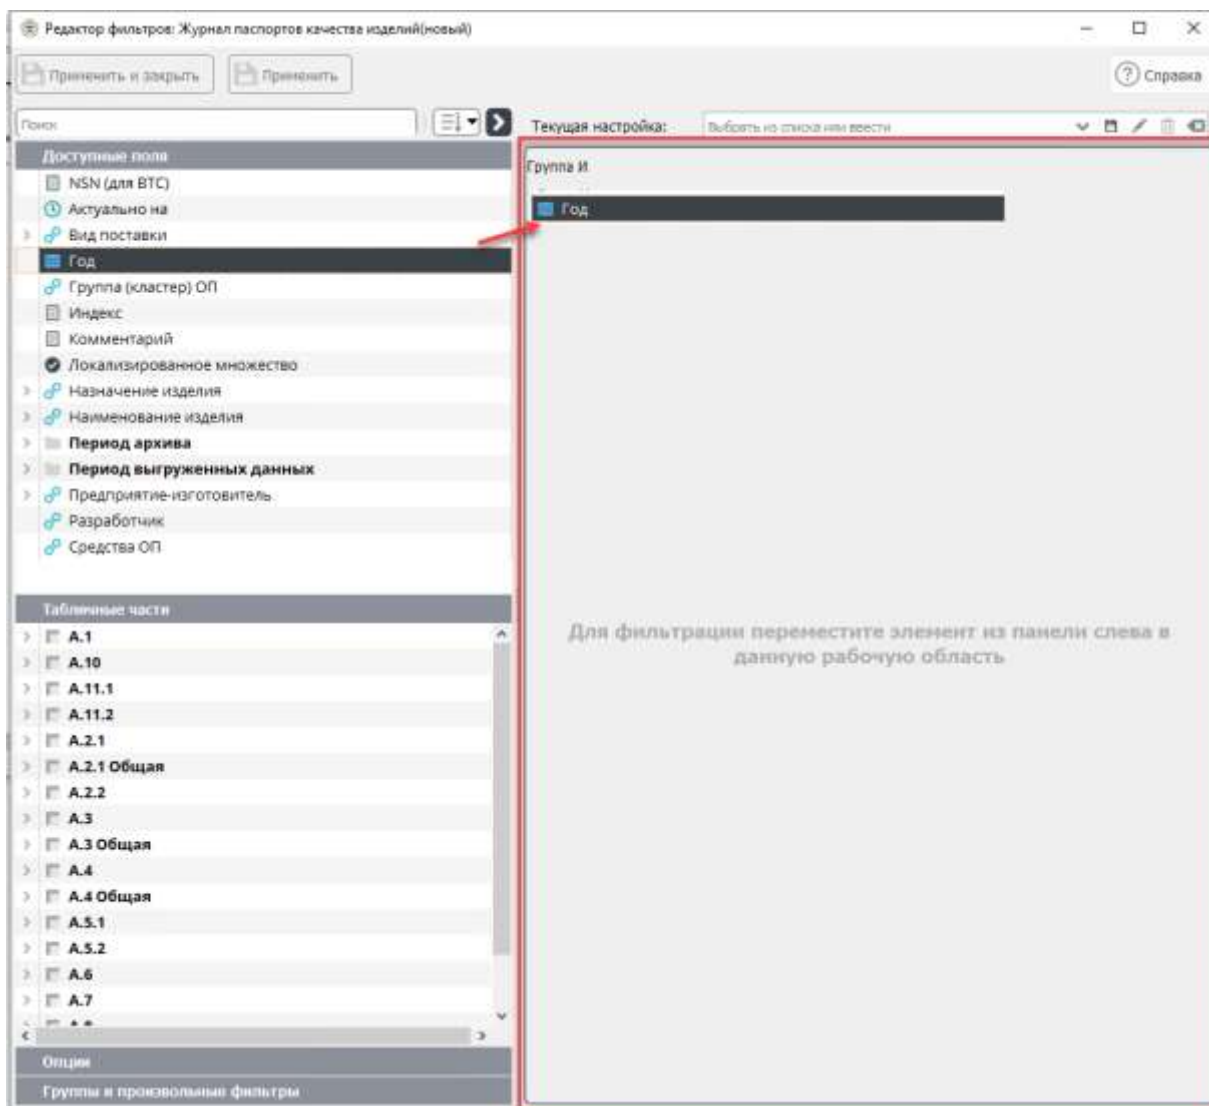 Редактор фильтров: Журнал паспортов качества изделий(новый)
Применить и закрыть
Применить
Справка
Поиск
Текущая настройка:
Выбрать из списка или ввести
Доступные поля
NSN (для ВТС)
Актуально на
Вид поставки
Год
Группа (кластер) ОП
Индекс
Комментарий
Локализированное множество
Назначение изделия
Наименование изделия
Период архива
Период выгруженных данных
Предприятие-изготовитель
Разработчик
Средства ОП
Табличные части
А.1
А.10
А.11.1
А.11.2
А.2.1
А.2.1 Общая
А.2.2
А.3
А.3 Общая
А.4
А.4 Общая
А.5.1
А.5.2
А.6
А.7
Опции
Группы и произвольные фильтры
Группа И
Год
Для фильтрации переместите элемент из панели слева в
данную рабочую область